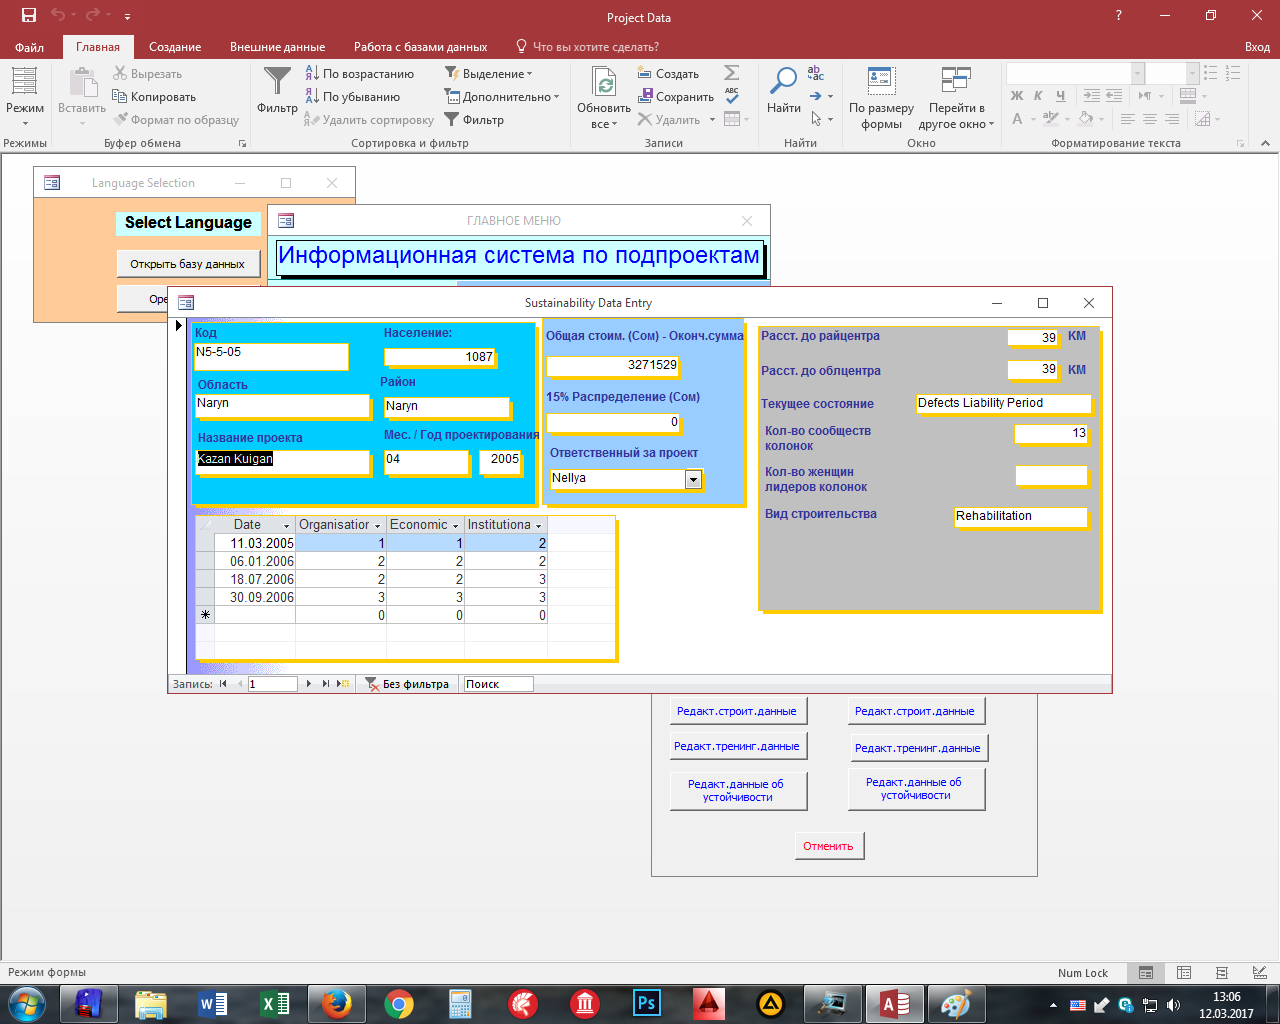 Project Data
?
Файл
Главная
Создание
Внешние данные
Работа с базами данных
Что вы хотите сделать?
Вход
Режим
Вставить
Вырезать
Копировать
Формат по образцу
Фильтр
По возрастанию
По убыванию
Удалить сортировку
Выделение
Дополнительно
Фильтр
Обновить
все
Создать
Сохранить
Удалить
Найти
По размеру
формы
Перейти в
другое окно
Ж К Ч
Режимы
Буфер обмена
Сортировка и фильтр
Записи
Найти
Окно
Форматирование текста
Language Selection
Select Language
Открыть базу данных
Ope
ГЛАВНОЕ МЕНЮ
Информационная система по подпроектам
Sustainability Data Entry
Код
N5-5-05
Население:
1087
Область
Naryn
Район
Naryn
Название проекта
Kazan Kuigan
Мес. / Год проектирования
04
2005
Общая стоим. (Сом) - Оконч.сумма
3271529
15% Распределение (Сом)
0
Ответственный за проект
Nellya
Расст. до райцентра
39 КМ
Расст. до облцентра
39 КМ
Текущее состояние
Defects Liability Period
Кол-во сообществ
колонок
13
Кол-во женщин
лидеров колонок
Вид строительства
Rehabilitation
Date Organisation Economic Institutiona
11.03.2005 1 1 2
06.01.2006 2 2 2
18.07.2006 2 2 3
30.09.2006 3 3 3
0 0 0
Запись: 1
Без фильтра
Поиск
Редакт.строит.данные
Редакт.строит.данные
Редакт.тренинг.данные
Редакт.тренинг.данные
Редакт.данные об
устойчивости
Редакт.данные об
устойчивости
Отменить
Режим формы
Num Lock
13:06
12.03.2017